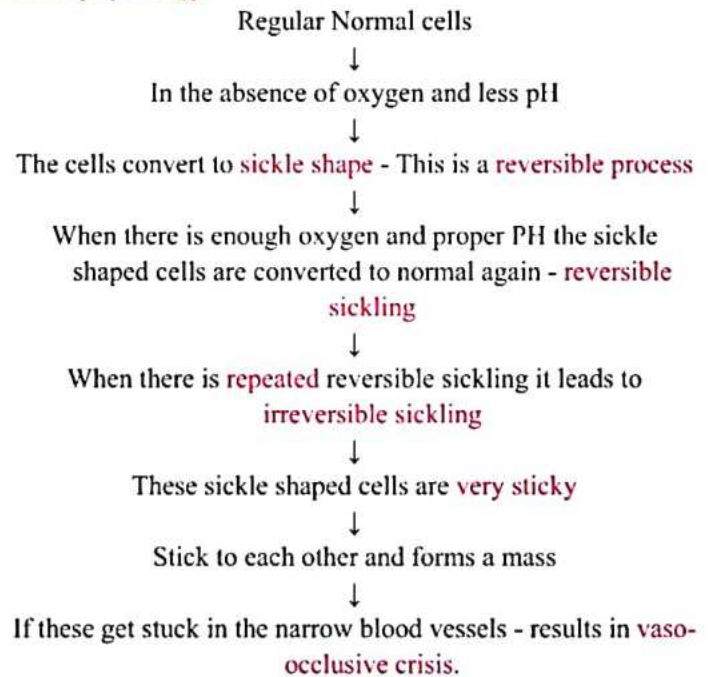 Regular Normal cells
↓
In the absence of oxygen and less pH
↓
The cells convert to sickle shape - This is a reversible process
↓
When there is enough oxygen and proper PH the sickle
shaped cells are converted to normal again - reversible
sickling
↓
When there is repeated reversible sickling it leads to
irreversible sickling
↓
These sickle shaped cells are very sticky
↓
Stick to each other and forms a mass
↓
If these get stuck in the narrow blood vessels - results in vaso-
occlusive crisis.